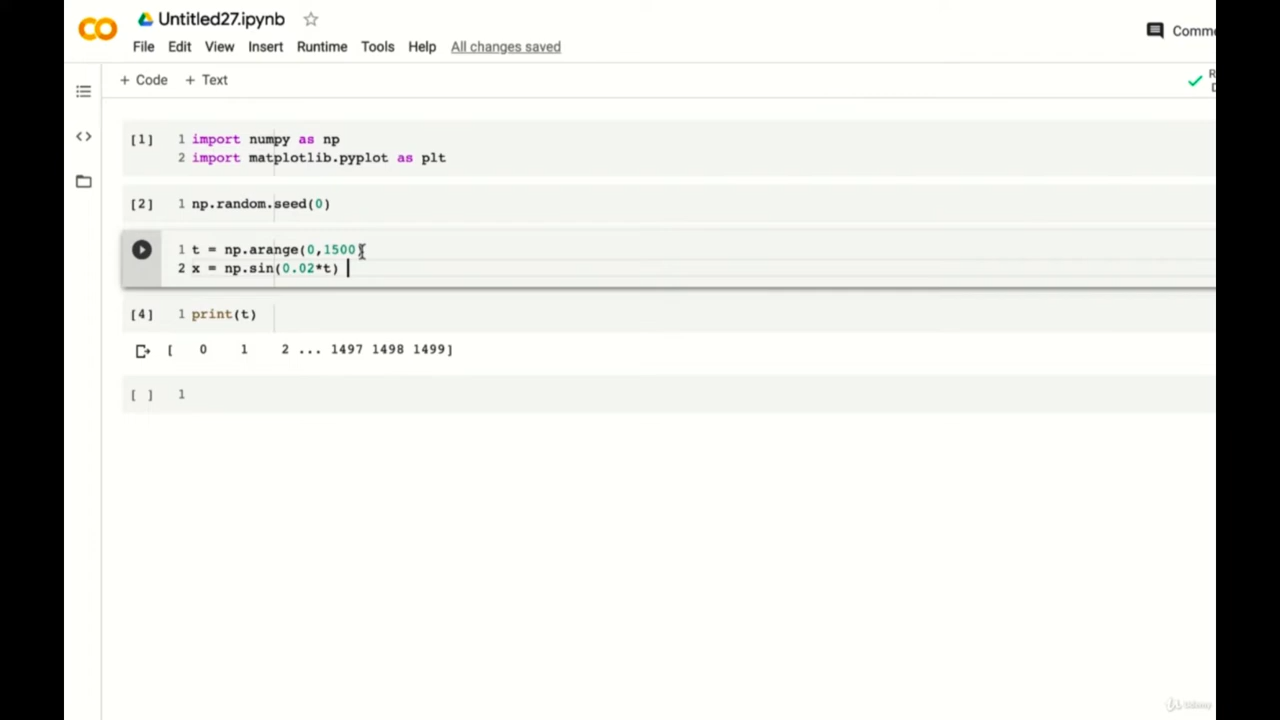 Untitled27.ipynb
File Edit View Insert Runtime Tools Help All changes saved
Comme
+ Code + Text
R
D
[1] 1 import numpy as np
2 import matplotlib.pyplot as plt
[2] 1 np.random.seed(0)
1 t = np.arange(0,1500)
2 x = np.sin(0.02*t)
[4] 1 print(t)
[ 0 1 2 ... 1497 1498 1499]
[ ] 1
Udemy